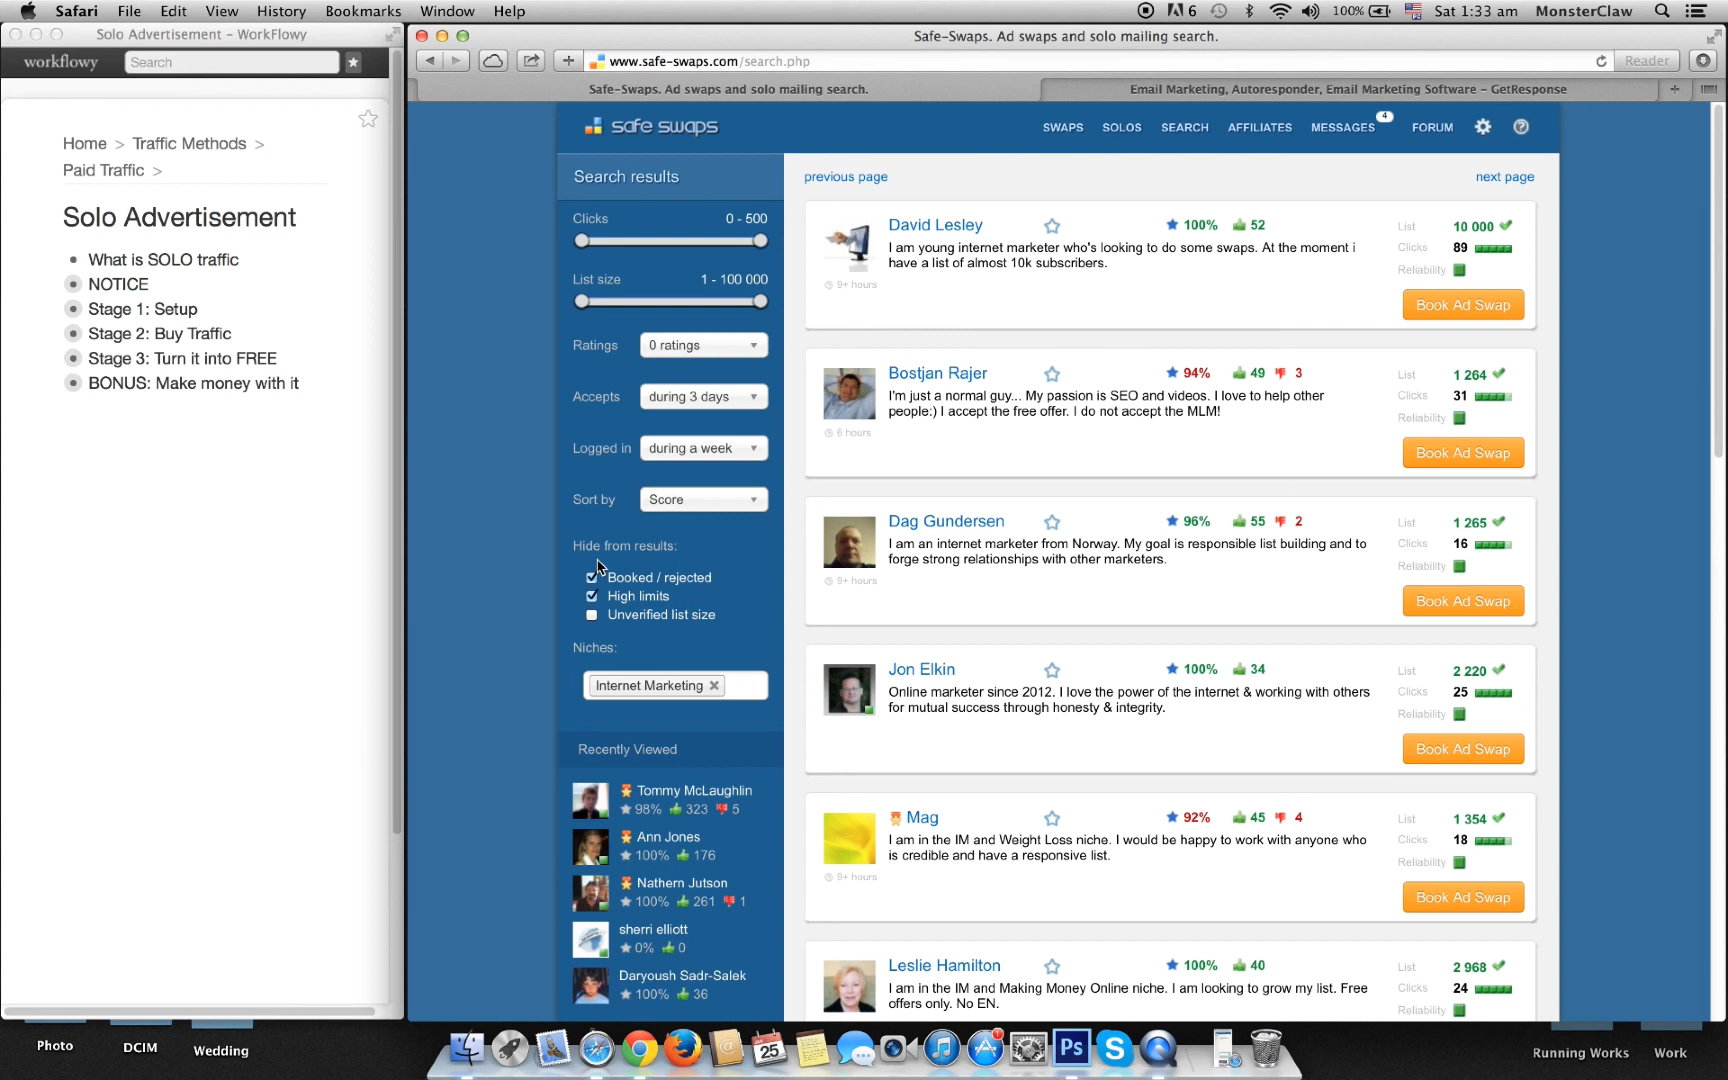 Safari File Edit View History Bookmarks Window Help
6 100% Sat 1:33 am MonsterClaw
Solo Advertisement – WorkFlowy
workflowy Search
Home > Traffic Methods >
Paid Traffic >
Solo Advertisement
What is SOLO traffic
NOTICE
Stage 1: Setup
Stage 2: Buy Traffic
Stage 3: Turn it into FREE
BONUS: Make money with it
Safe-Swaps. Ad swaps and solo mailing search.
www.safe-swaps.com/search.php Reader
Safe-Swaps. Ad swaps and solo mailing search. Email Marketing, Autoresponder, Email Marketing Software – GetResponse
safe swaps SWAPS SOLOS SEARCH AFFILIATES MESSAGES 4 FORUM
Search results
Clicks 0 - 500
List size 1 - 100 000
Ratings 0 ratings
Accepts during 3 days
Logged in during a week
Sort by Score
Hide from results:
Booked / rejected
High limits
Unverified list size
Niches:
Internet Marketing
Recently Viewed
Tommy McLaughlin
98% 323 5
Ann Jones
100% 176
Nathern Jutson
100% 261 1
sherri elliott
0% 0
Daryoush Sadr-Salek
100% 36
previous page next page
David Lesley 100% 52
I am young internet marketer who's looking to do some swaps. At the moment i
have a list of almost 10k subscribers.
9+ hours
List 10 000
Clicks 89
Reliability
Book Ad Swap
Bostjan Rajer 94% 49 3
I'm just a normal guy... My passion is SEO and videos. I love to help other
people:) I accept the free offer. I do not accept the MLM!
6 hours
List 1 264
Clicks 31
Reliability
Book Ad Swap
Dag Gundersen 96% 55 2
I am an internet marketer from Norway. My goal is responsible list building and to
forge strong relationships with other marketers.
9+ hours
List 1 265
Clicks 16
Reliability
Book Ad Swap
Jon Elkin 100% 34
Online marketer since 2012. I love the power of the internet & working with others
for mutual success through honesty & integrity.
List 2 220
Clicks 25
Reliability
Book Ad Swap
Mag 92% 45 4
I am in the IM and Weight Loss niche. I would be happy to work with anyone who
is credible and have a responsive list.
9+ hours
List 1 354
Clicks 18
Reliability
Book Ad Swap
Leslie Hamilton 100% 40
I am in the IM and Making Money Online niche. I am looking to grow my list. Free
offers only. No EN.
List 2 968
Clicks 24
Reliability
Photo DCIM Wedding 25 1 Ps Running Works Work